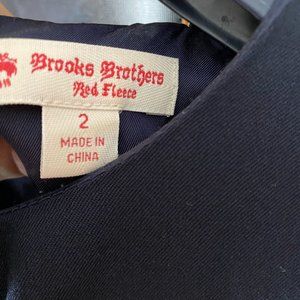 Brooks Brothers
Red Fleece
2
MADE IN
CHINA